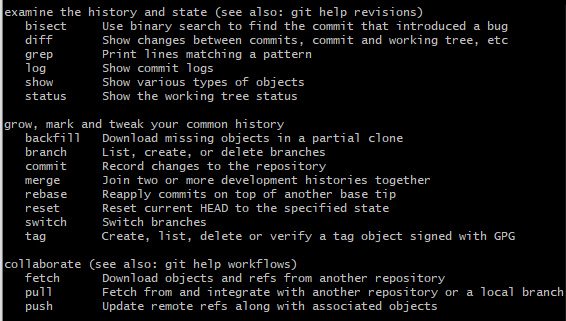 examine the history and state (see also: git help revisions)
   bisect     Use binary search to find the commit that introduced a bug
   diff       Show changes between commits, commit and working tree, etc
   grep       Print lines matching a pattern
   log        Show commit logs
   show       Show various types of objects
   status     Show the working tree status

grow, mark and tweak your common history
   backfill   Download missing objects in a partial clone
   branch     List, create, or delete branches
   commit     Record changes to the repository
   merge      Join two or more development histories together
   rebase     Reapply commits on top of another base tip
   reset      Reset current HEAD to the specified state
   switch     Switch branches
   tag        Create, list, delete or verify a tag object signed with GPG

collaborate (see also: git help workflows)
   fetch      Download objects and refs from another repository
   pull       Fetch from and integrate with another repository or a local branch
   push       Update remote refs along with associated objects